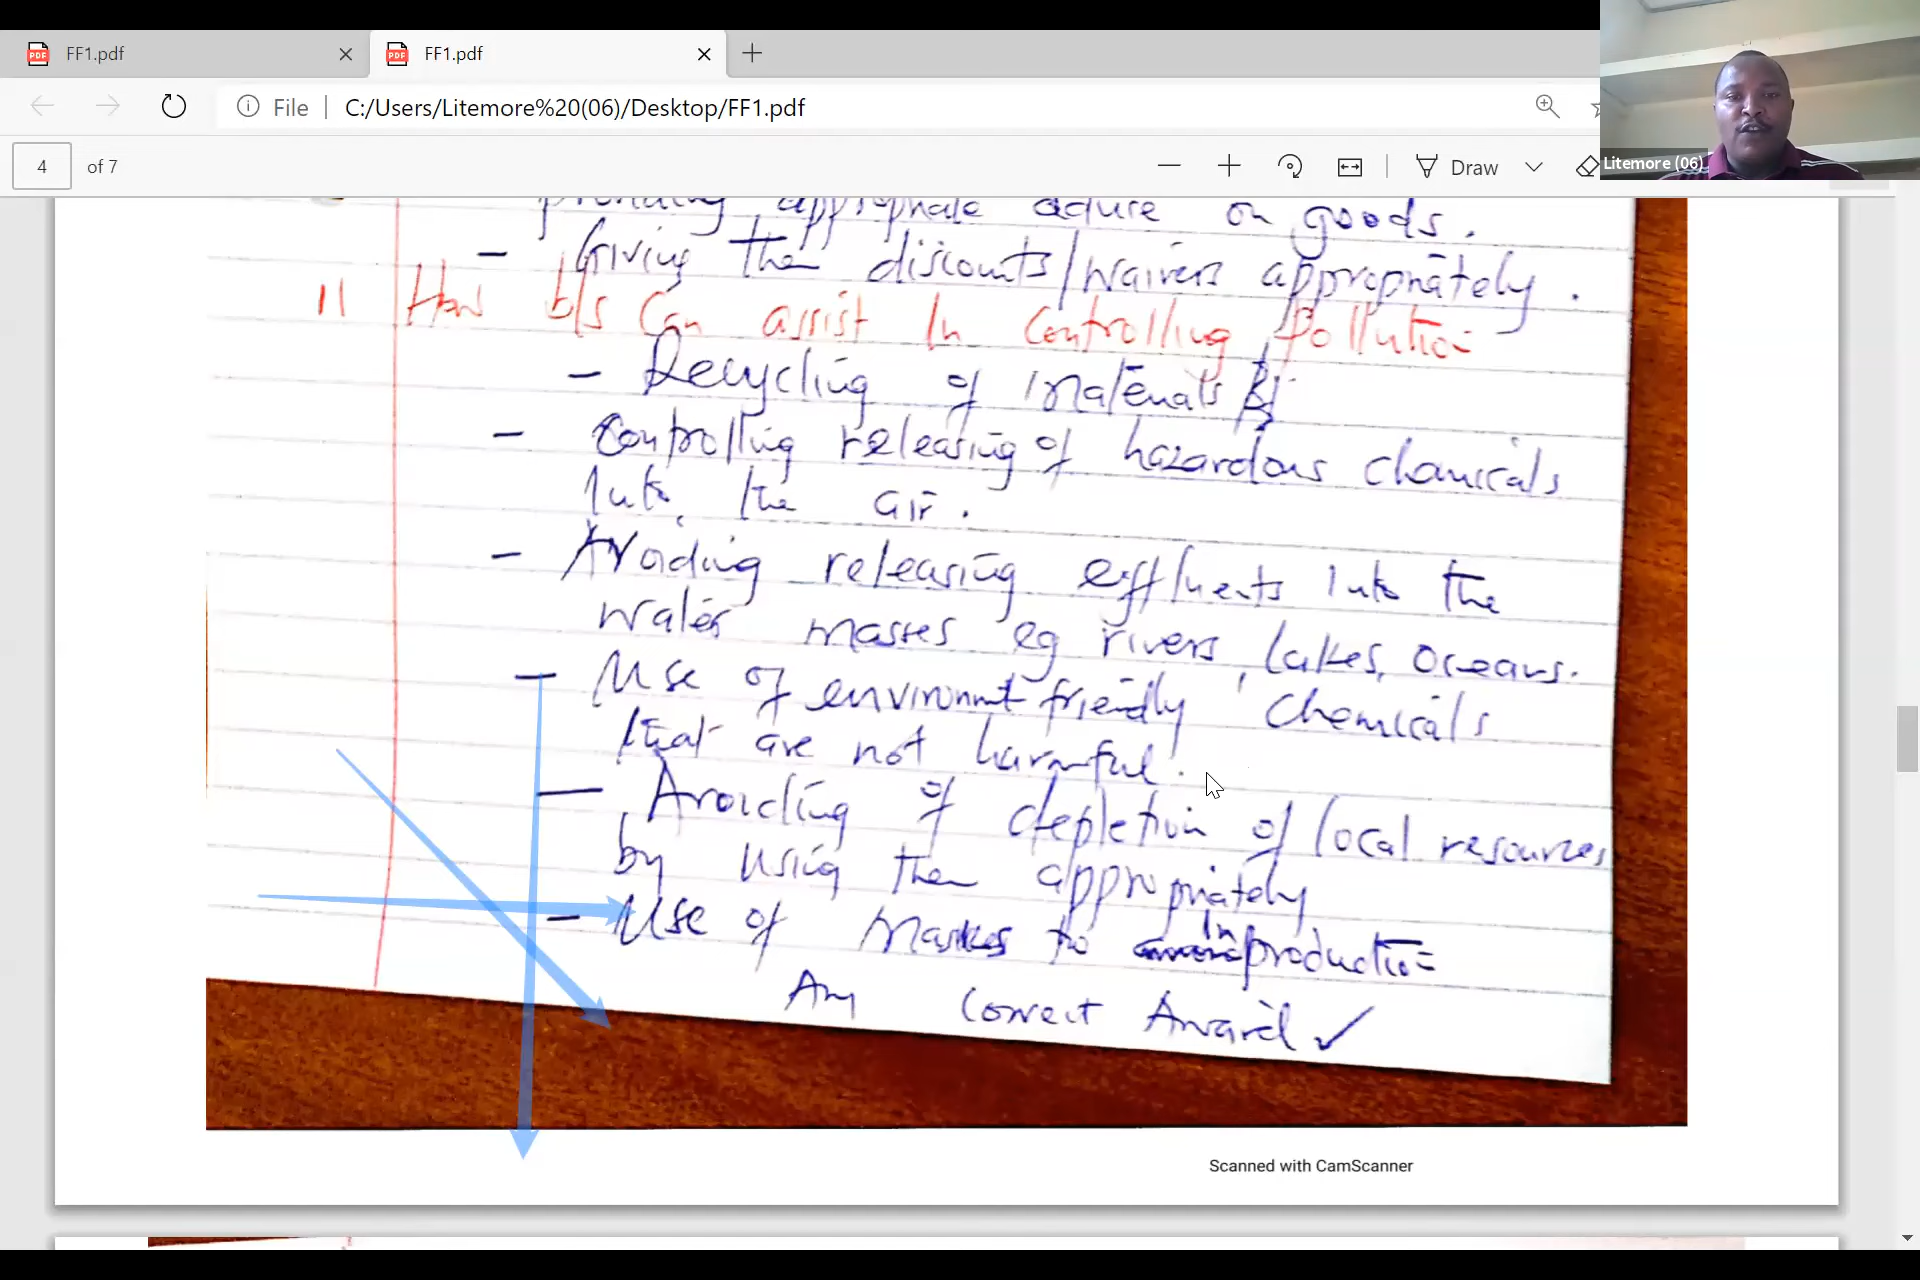 FF1.pdf
FF1.pdf
File
C:/Users/Litemore%20(06)/Desktop/FF1.pdf
4 of 7
Draw
Litemore (06)
appropriate on goods.
- Giving them discounts/waivers appropriately.
11 How b/s Can assist In Controlling pollution
- Recycling of materials
- Controlling releasing of hazardous chemicals
Into the air.
- Avoiding releasing effluents Into the
water masses eg rivers, lakes, oceans.
- Use of environmt friendly chemicals
that are not harmful.
- Avoiding of depletion of local resources
by using them appropriately
- Use of Maskes to In production
Any Correct Award ✓
Scanned with CamScanner